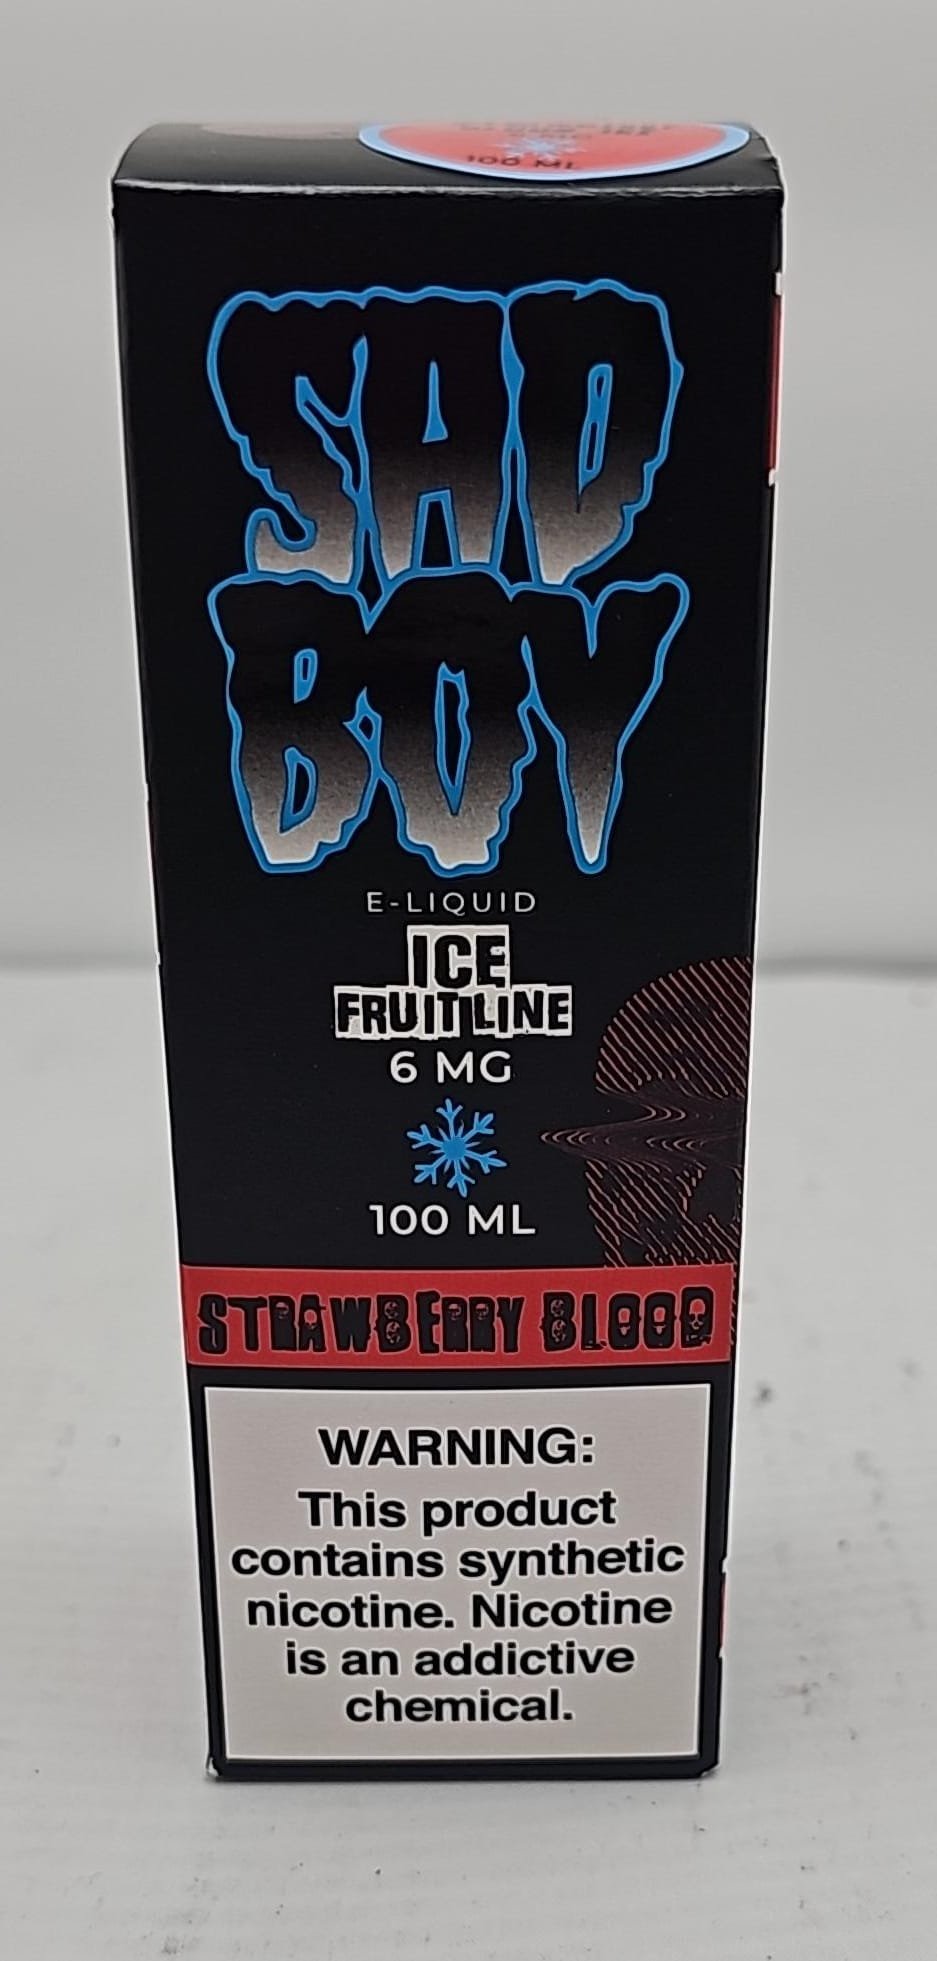 100 ML
SAD
BOY
E-LIQUID
ICE
FRUIT LINE
6 MG
100 ML
STRAWBERRY BLOOD
WARNING:
This product
contains synthetic
nicotine. Nicotine
is an addictive
chemical.